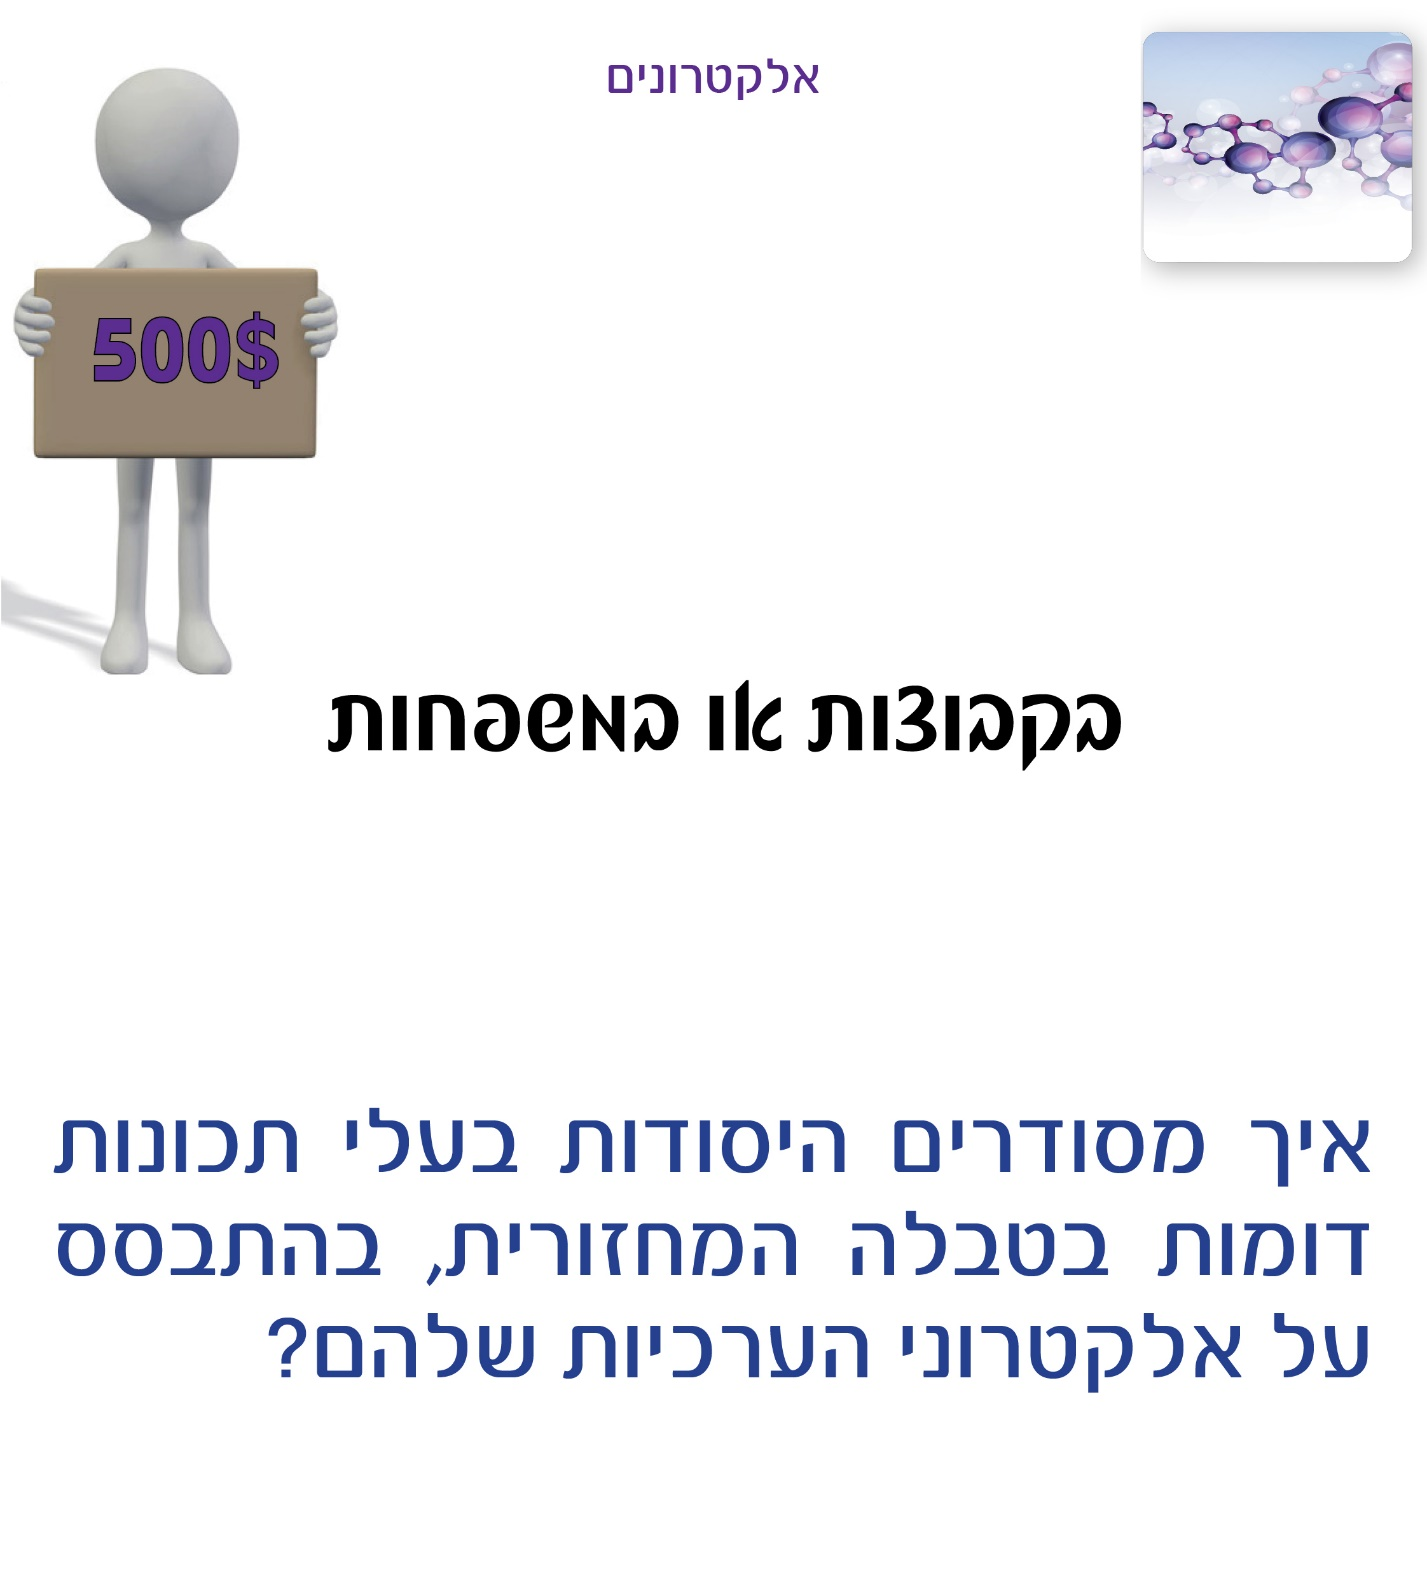 אלקטרונים
500$
בקבוצות או במשפחות
איך מסודרים היסודות בעלי תכונות
דומות בטבלה המחזורית, בהתבסס
על אלקטרוני הערכיות שלהם?